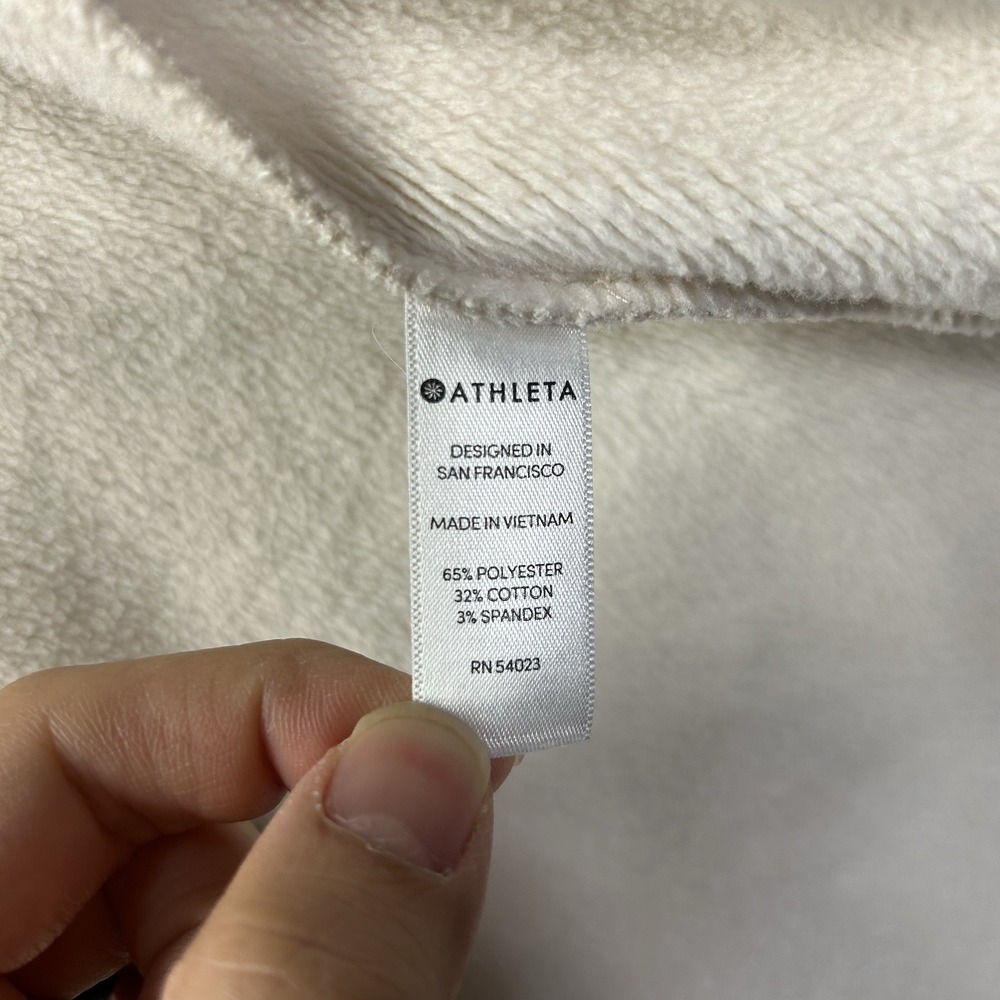 ATHLETA
DESIGNED IN
SAN FRANCISCO
MADE IN VIETNAM
65% POLYESTER
32% COTTON
3% SPANDEX
RN 54023